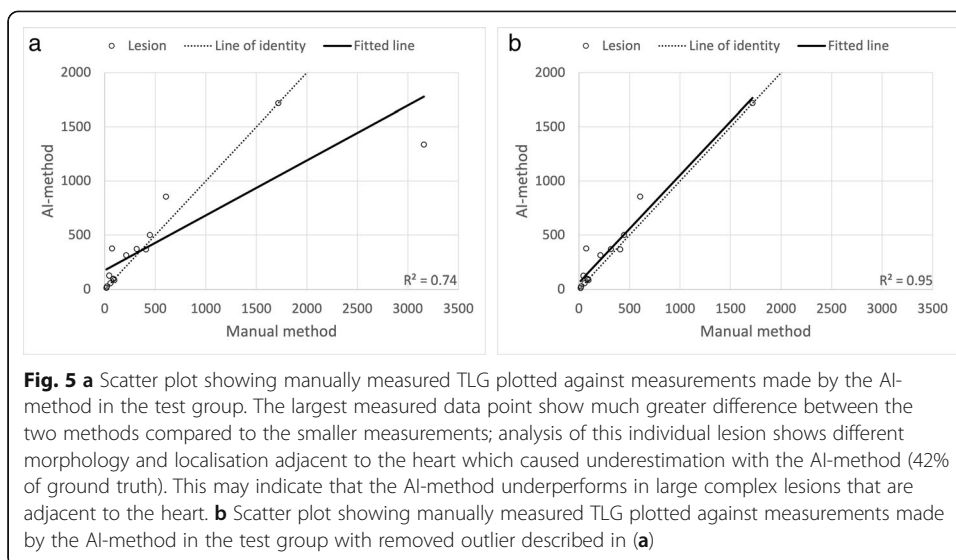 a
○ Lesion ········· Line of identity ——— Fitted line
2000
1500
1000
500
0
AI-method
0 500 1000 1500 2000 2500 3000 3500
Manual method
R² = 0.74
b
○ Lesion ········· Line of identity ——— Fitted line
2000
1500
1000
500
0
AI-method
0 500 1000 1500 2000 2500 3000 3500
Manual method
R² = 0.95
Fig. 5 a Scatter plot showing manually measured TLG plotted against measurements made by the AI-
method in the test group. The largest measured data point show much greater difference between the
two methods compared to the smaller measurements; analysis of this individual lesion shows different
morphology and localisation adjacent to the heart which caused underestimation with the AI-method (42%
of ground truth). This may indicate that the AI-method underperforms in large complex lesions that are
adjacent to the heart. b Scatter plot showing manually measured TLG plotted against measurements made
by the AI-method in the test group with removed outlier described in (a)